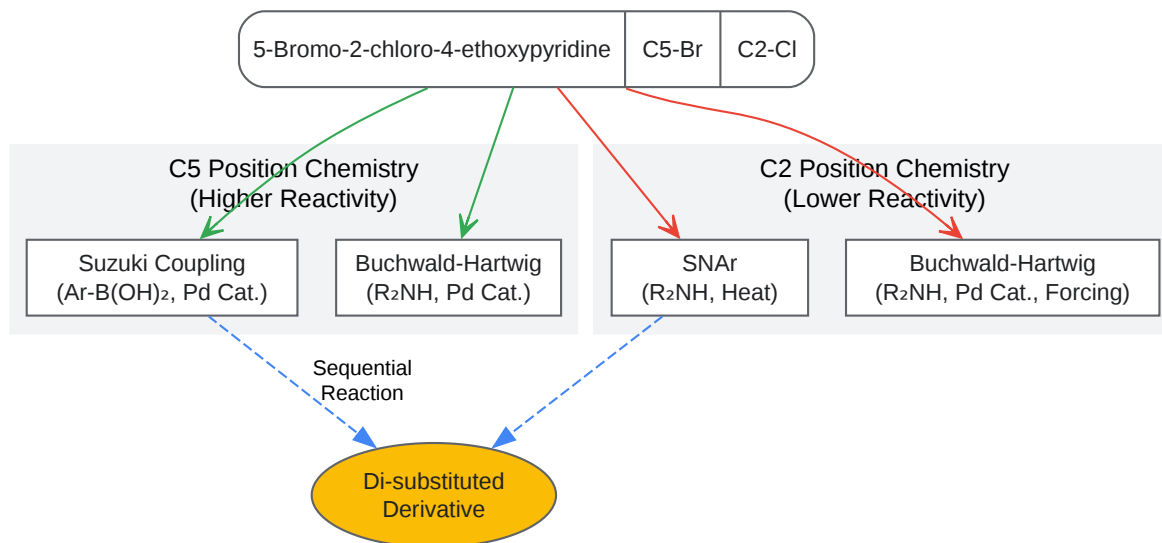 5-Bromo-2-chloro-4-ethoxypyridine
C5-Br
C2-Cl
C5 Position Chemistry
(Higher Reactivity)
C2 Position Chemistry
(Lower Reactivity)
Suzuki Coupling
(Ar-B(OH)₂, Pd Cat.)
Buchwald-Hartwig
(R₂NH, Pd Cat.)
SNAr
(R₂NH, Heat)
Buchwald-Hartwig
(R₂NH, Pd Cat., Forcing)
Sequential
Reaction
Di-substituted
Derivative